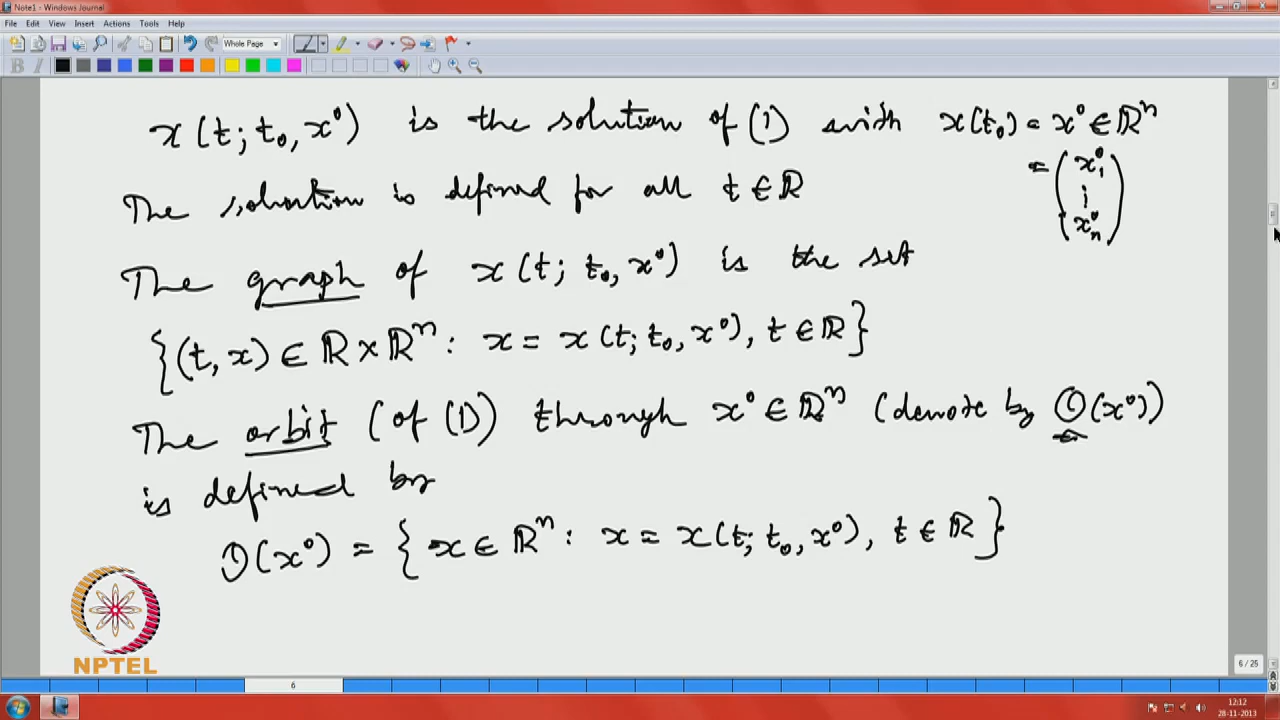 Note1 - Windows Journal
File Edit View Insert Actions Tools Help
Whole Page
x(t; t₀, x⁰) is the solution of (1) with x(t₀) = x⁰ ∈ ℝⁿ
= (x₁⁰ ⋮ xₙ⁰)
The solution is defined for all t ∈ ℝ
The graph of x(t; t₀, x⁰) is the set
{(t, x) ∈ ℝ × ℝⁿ : x = x(t; t₀, x⁰), t ∈ ℝ}
The orbit (of (1)) through x⁰ ∈ ℝⁿ (denote by O(x⁰))
is defined by
O(x⁰) = { x ∈ ℝⁿ : x = x(t; t₀, x⁰), t ∈ ℝ}
NPTEL
6 / 25
6
12:12
28-11-2013